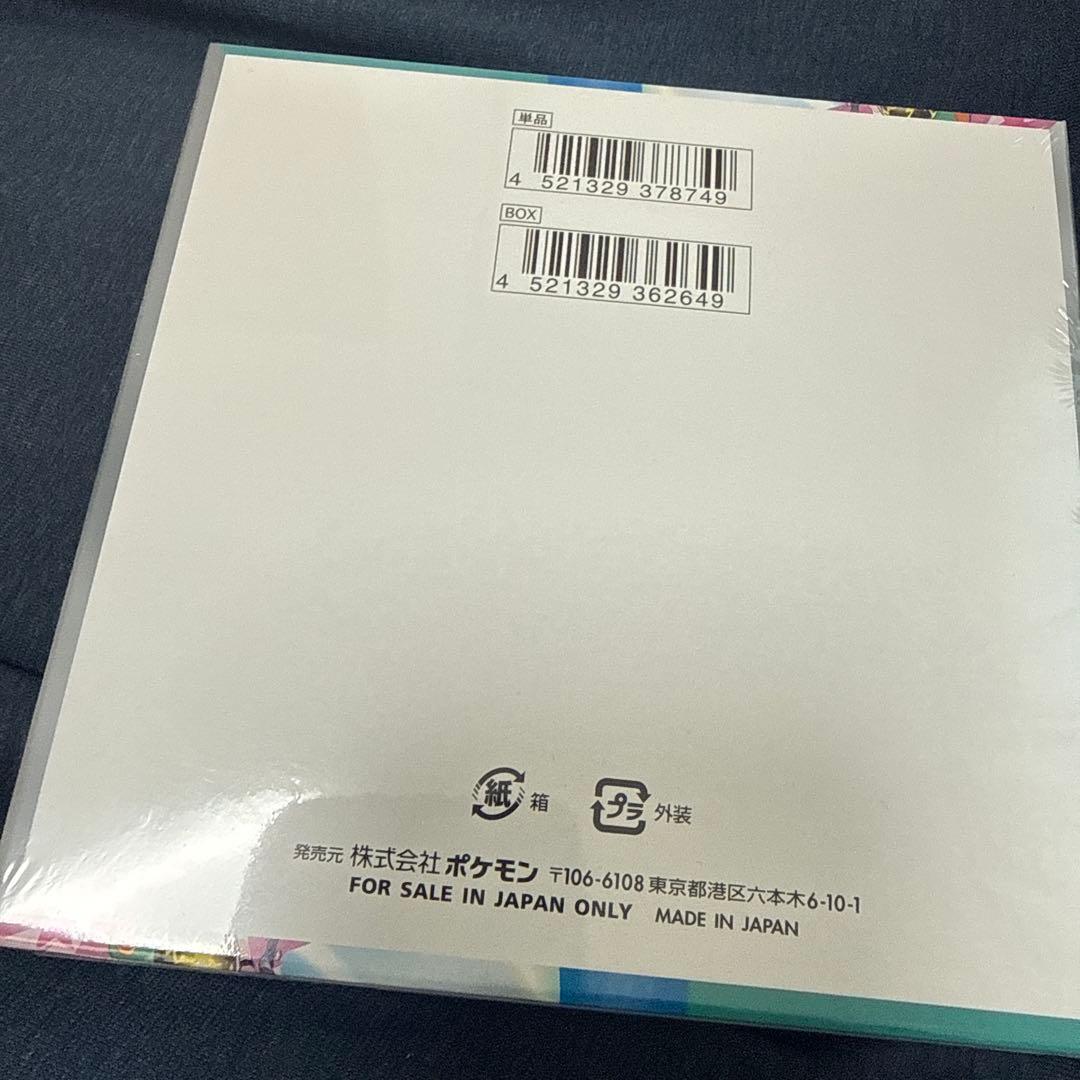 単品
4 521329 378749
BOX
4 521329 362649
紙 箱 プラ 外装
発売元 株式会社ポケモン 〒106-6108 東京都港区六本木6-10-1
FOR SALE IN JAPAN ONLY MADE IN JAPAN